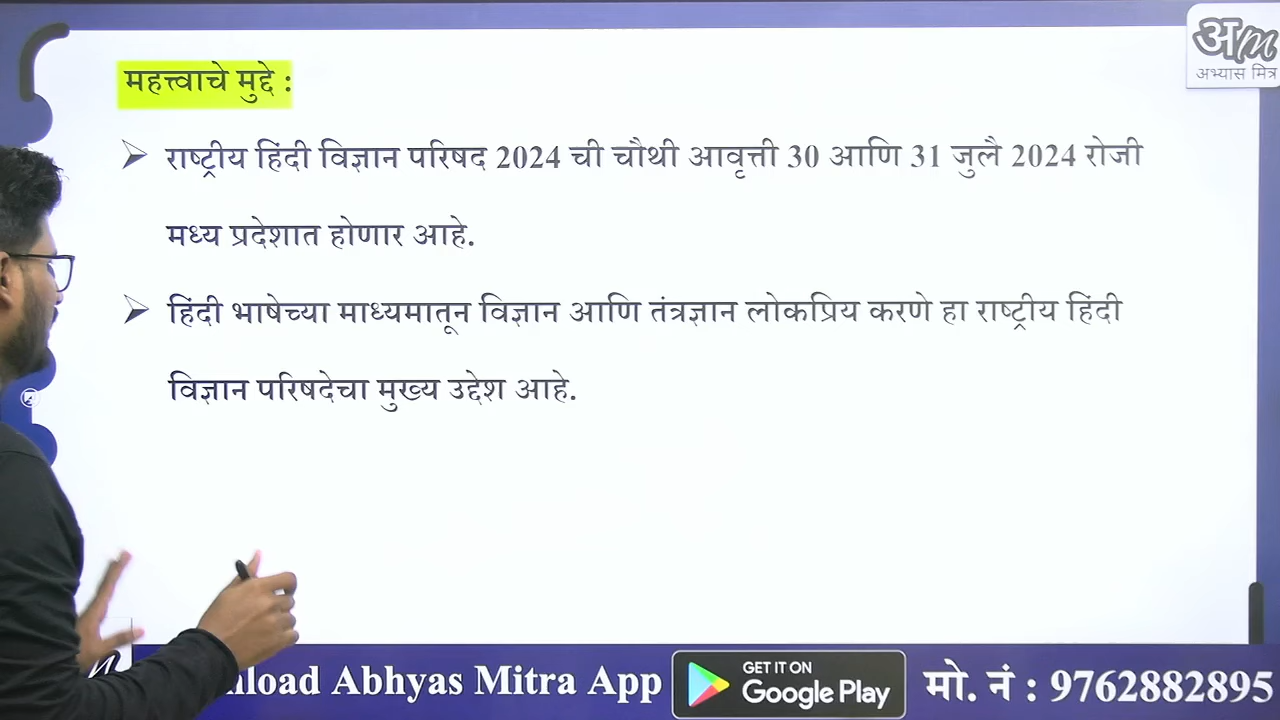 अm
अभ्यास मित्र
महत्त्वाचे मुद्दे :
राष्ट्रीय हिंदी विज्ञान परिषद 2024 ची चौथी आवृत्ती 30 आणि 31 जुलै 2024 रोजी
मध्य प्रदेशात होणार आहे.
हिंदी भाषेच्या माध्यमातून विज्ञान आणि तंत्रज्ञान लोकप्रिय करणे हा राष्ट्रीय हिंदी
विज्ञान परिषदेचा मुख्य उद्देश आहे.
Abhyas Mitra App GET IT ON Google Play मो. नं : 9762882895